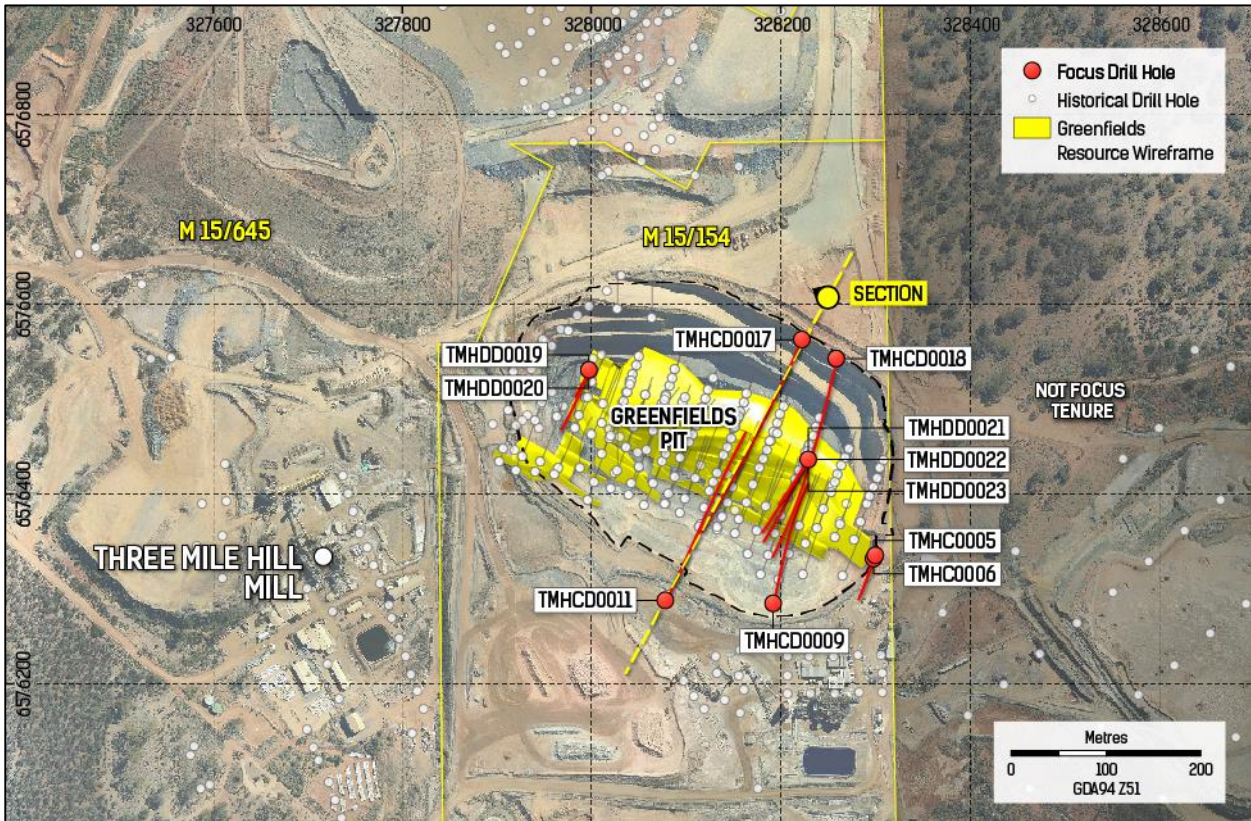 327600
327800
328000
328200
328400
328600
6576800
6576600
6576400
6576200
Focus Drill Hole
Historical Drill Hole
Greenfields
Resource Wireframe
M 15/645
M 15/154
SECTION
TMHCD0017
TMHCD0018
TMHDD0019
TMHDD0020
GREENFIELDS
PIT
NOT FOCUS
TENURE
TMHDD0021
TMHDD0022
TMHDD0023
TMHC0005
TMHC0006
THREE MILE HILL
MILL
TMHCD0011
TMHCD0009
Metres
0 100 200
GDA94 Z51